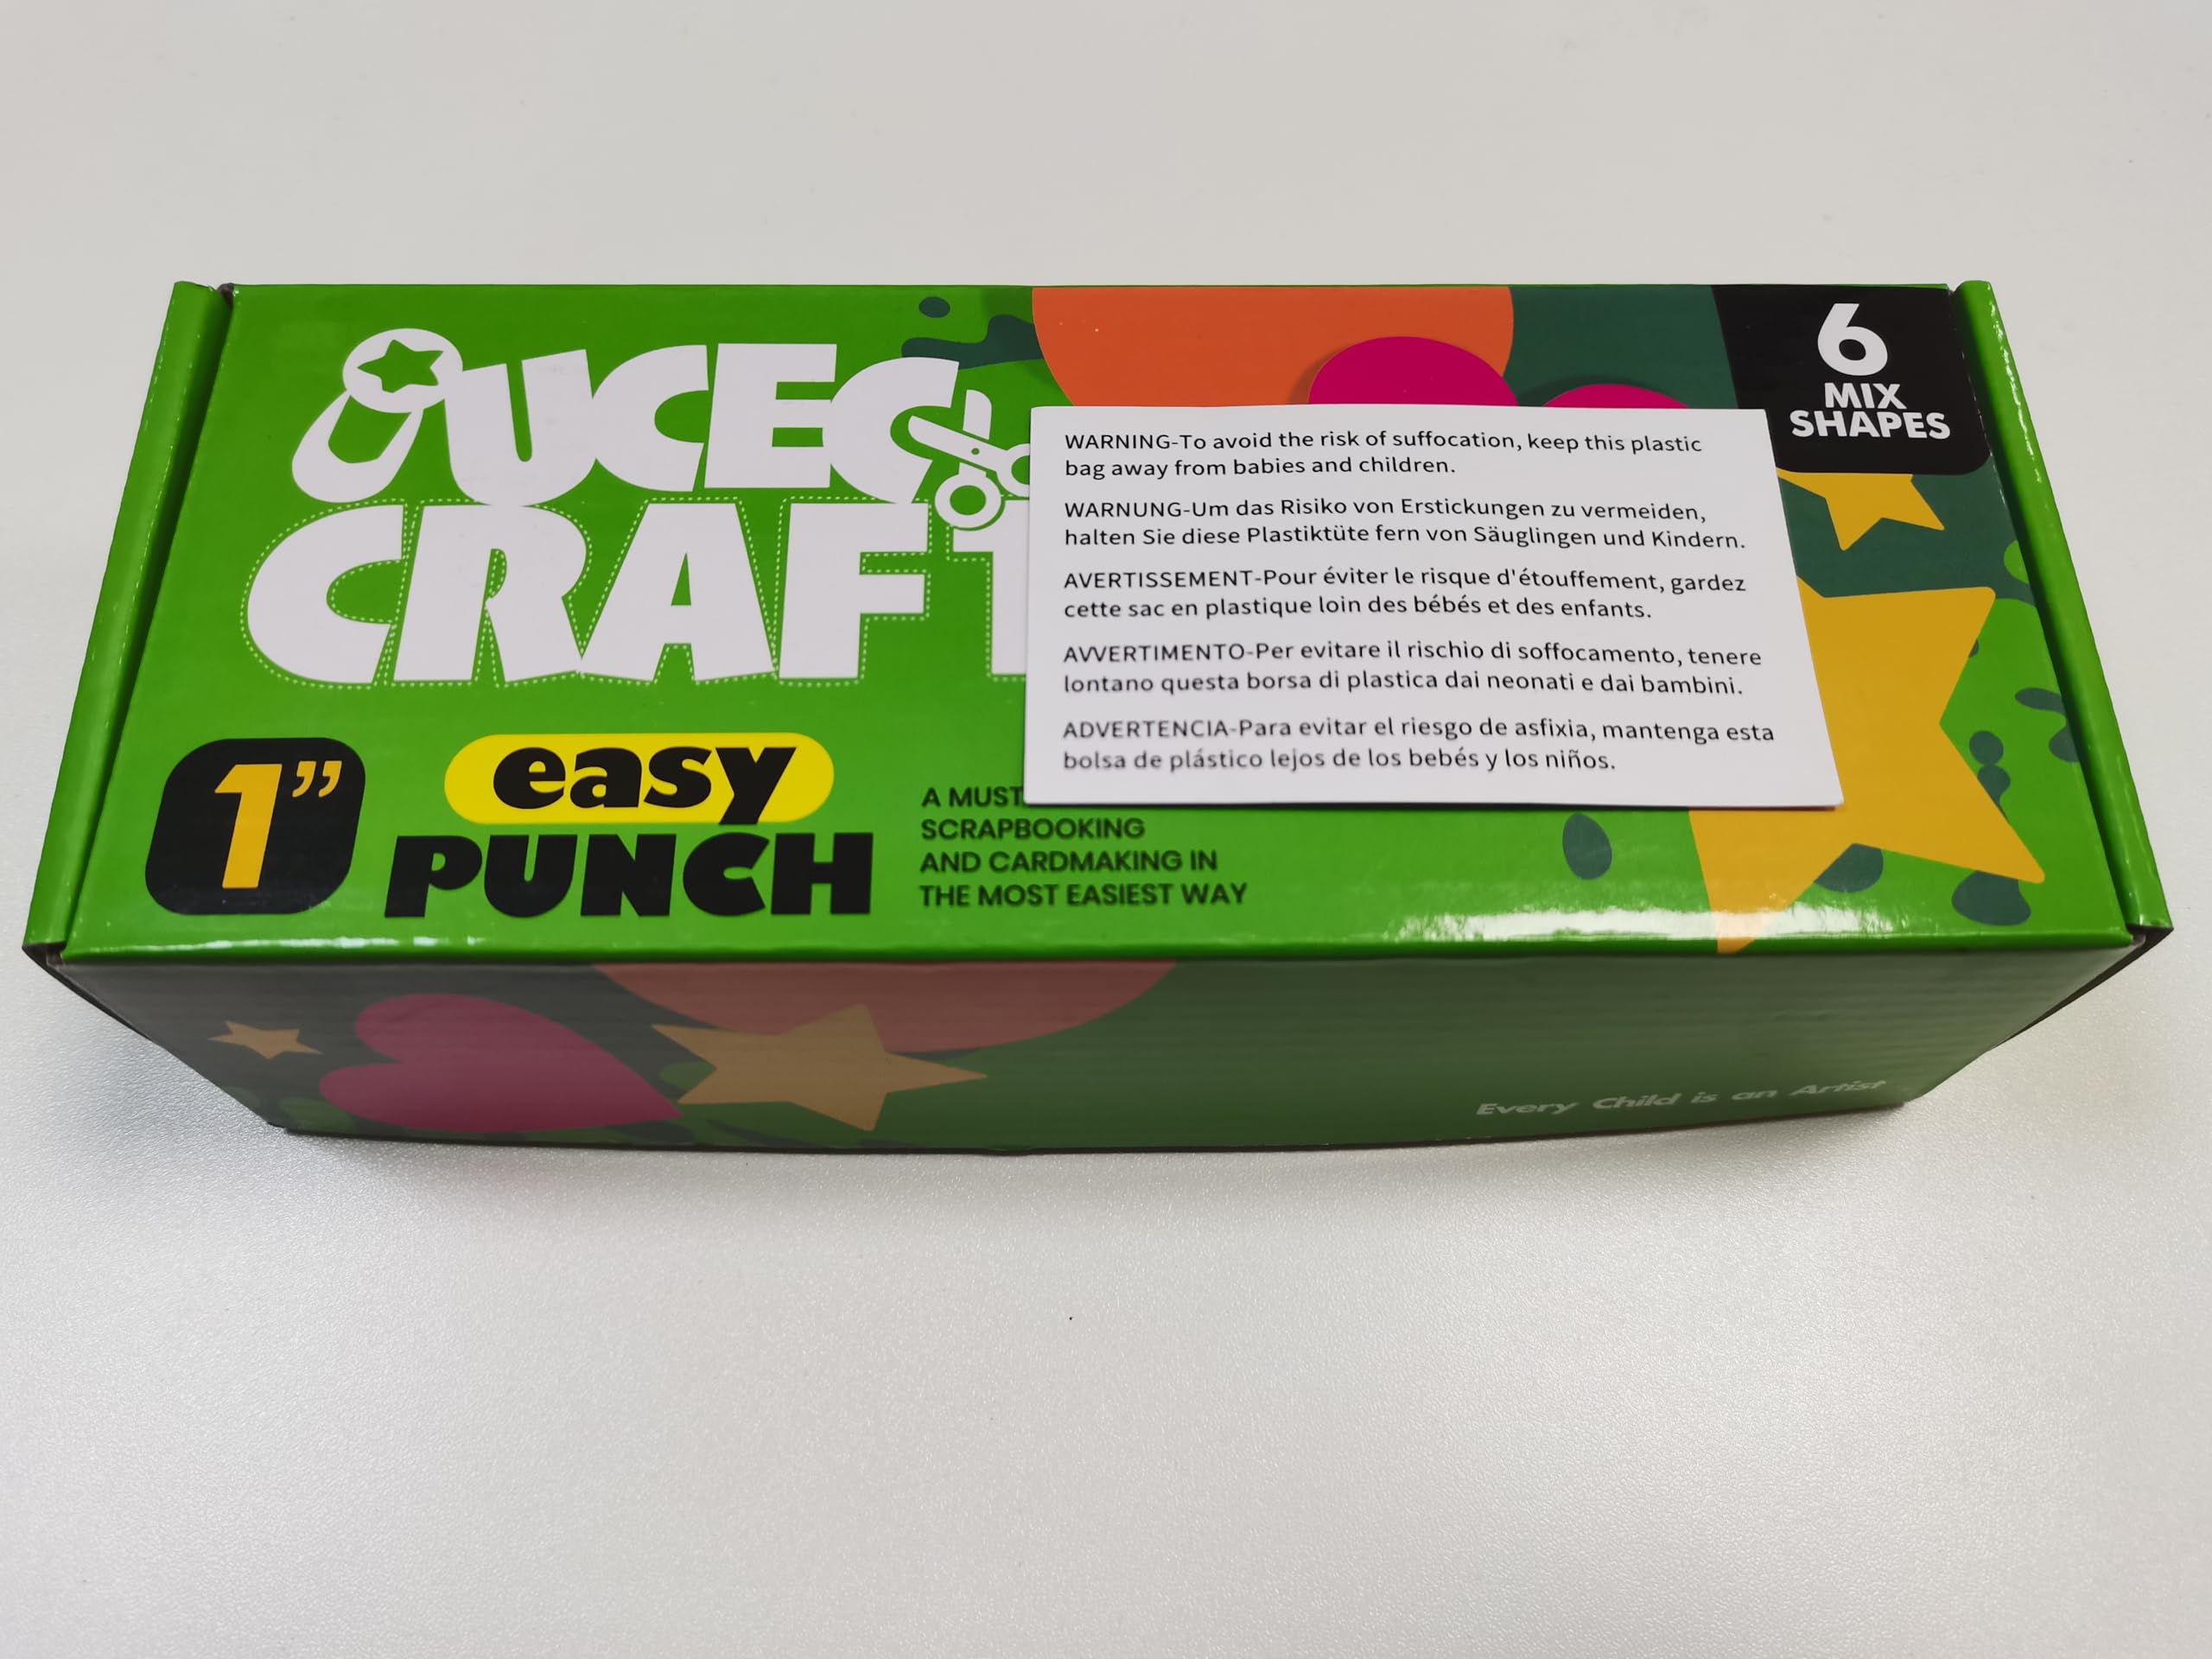 JUCEC
CRAFT
6
MIX
SHAPES
WARNING-To avoid the risk of suffocation, keep this plastic
bag away from babies and children.
WARNUNG-Um das Risiko von Erstickungen zu vermeiden,
halten Sie diese Plastiktüte fern von Säuglingen und Kindern.
AVERTISSEMENT-Pour éviter le risque d'étouffement, gardez
cette sac en plastique loin des bébés et des enfants.
AVVERTIMENTO-Per evitare il rischio di soffocamento, tenere
lontano questa borsa di plastica dai neonati e dai bambini.
ADVERTENCIA-Para evitar el riesgo de asfixia, mantenga esta
bolsa de plástico lejos de los bebés y los niños.
1”
easy
PUNCH
A MUST
SCRAPBOOKING
AND CARDMAKING IN
THE MOST EASIEST WAY
Every Child is an Artist